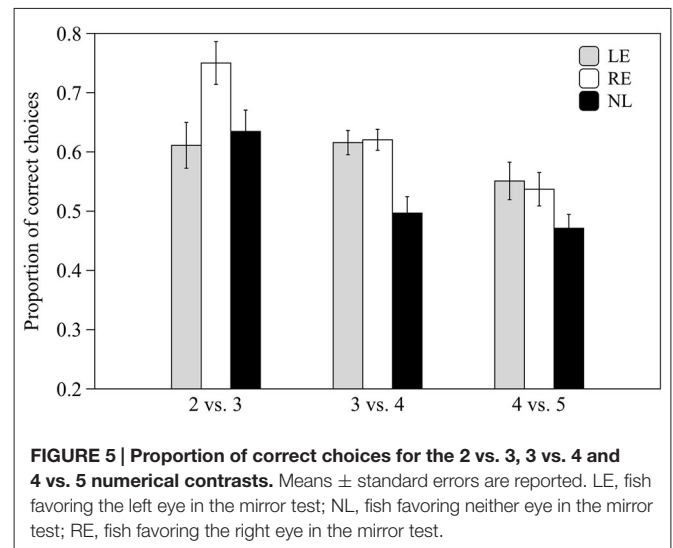 0.8
0.7
0.6
0.5
0.4
0.3
0.2
Proportion of correct choices
LE
RE
NL
2 vs. 3
3 vs. 4
4 vs. 5
FIGURE 5 | Proportion of correct choices for the 2 vs. 3, 3 vs. 4 and
4 vs. 5 numerical contrasts. Means ± standard errors are reported. LE, fish
favoring the left eye in the mirror test; NL, fish favoring neither eye in the mirror
test; RE, fish favoring the right eye in the mirror test.